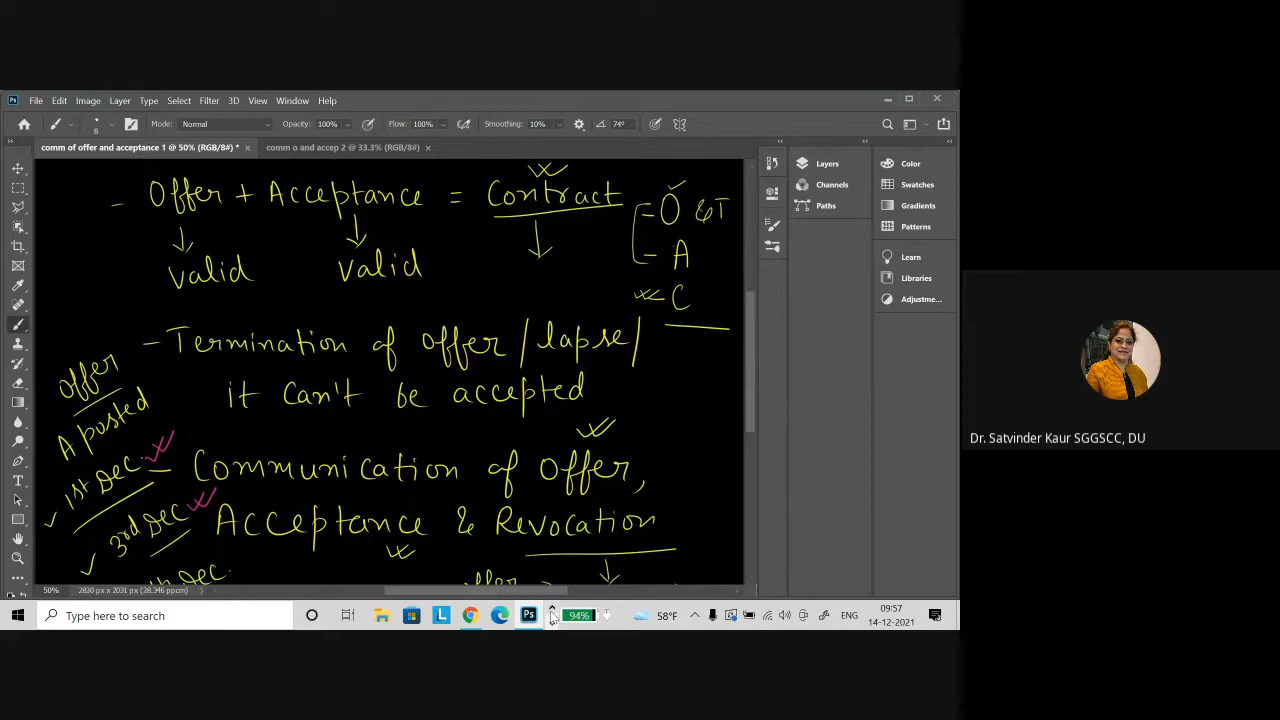 File Edit Image Layer Type Select Filter 3D View Window Help
Mode: Normal Opacity: 100% Flow: 100% Smoothing: 10% 74°
8
comm of offer and acceptance 1 @ 50% (RGB/8#) * × comm o and accep 2 @ 33.3% (RGB/8#) ×
- Offer + Acceptance = Contract
valid valid
- O & T
- A
C
- Termination of offer / lapse /
it can't be accepted
offer
A posted
1st Dec
3rd Dec
- Communication of offer,
Acceptance & Revocation
Dec.
Layers
Channels
Paths
Color
Swatches
Gradients
Patterns
Learn
Libraries
Adjustme...
50% 2830 px x 2031 px (28.346 ppcm)
Type here to search
94%
58°F
ENG
09:57
14-12-2021
Dr. Satvinder Kaur SGGSCC, DU